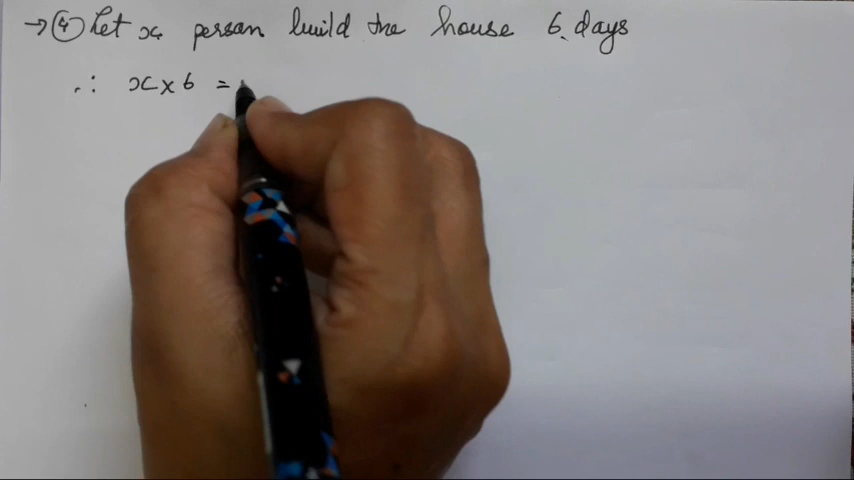 → ④ Let x person build the house 6 days
∴ x × 6 =